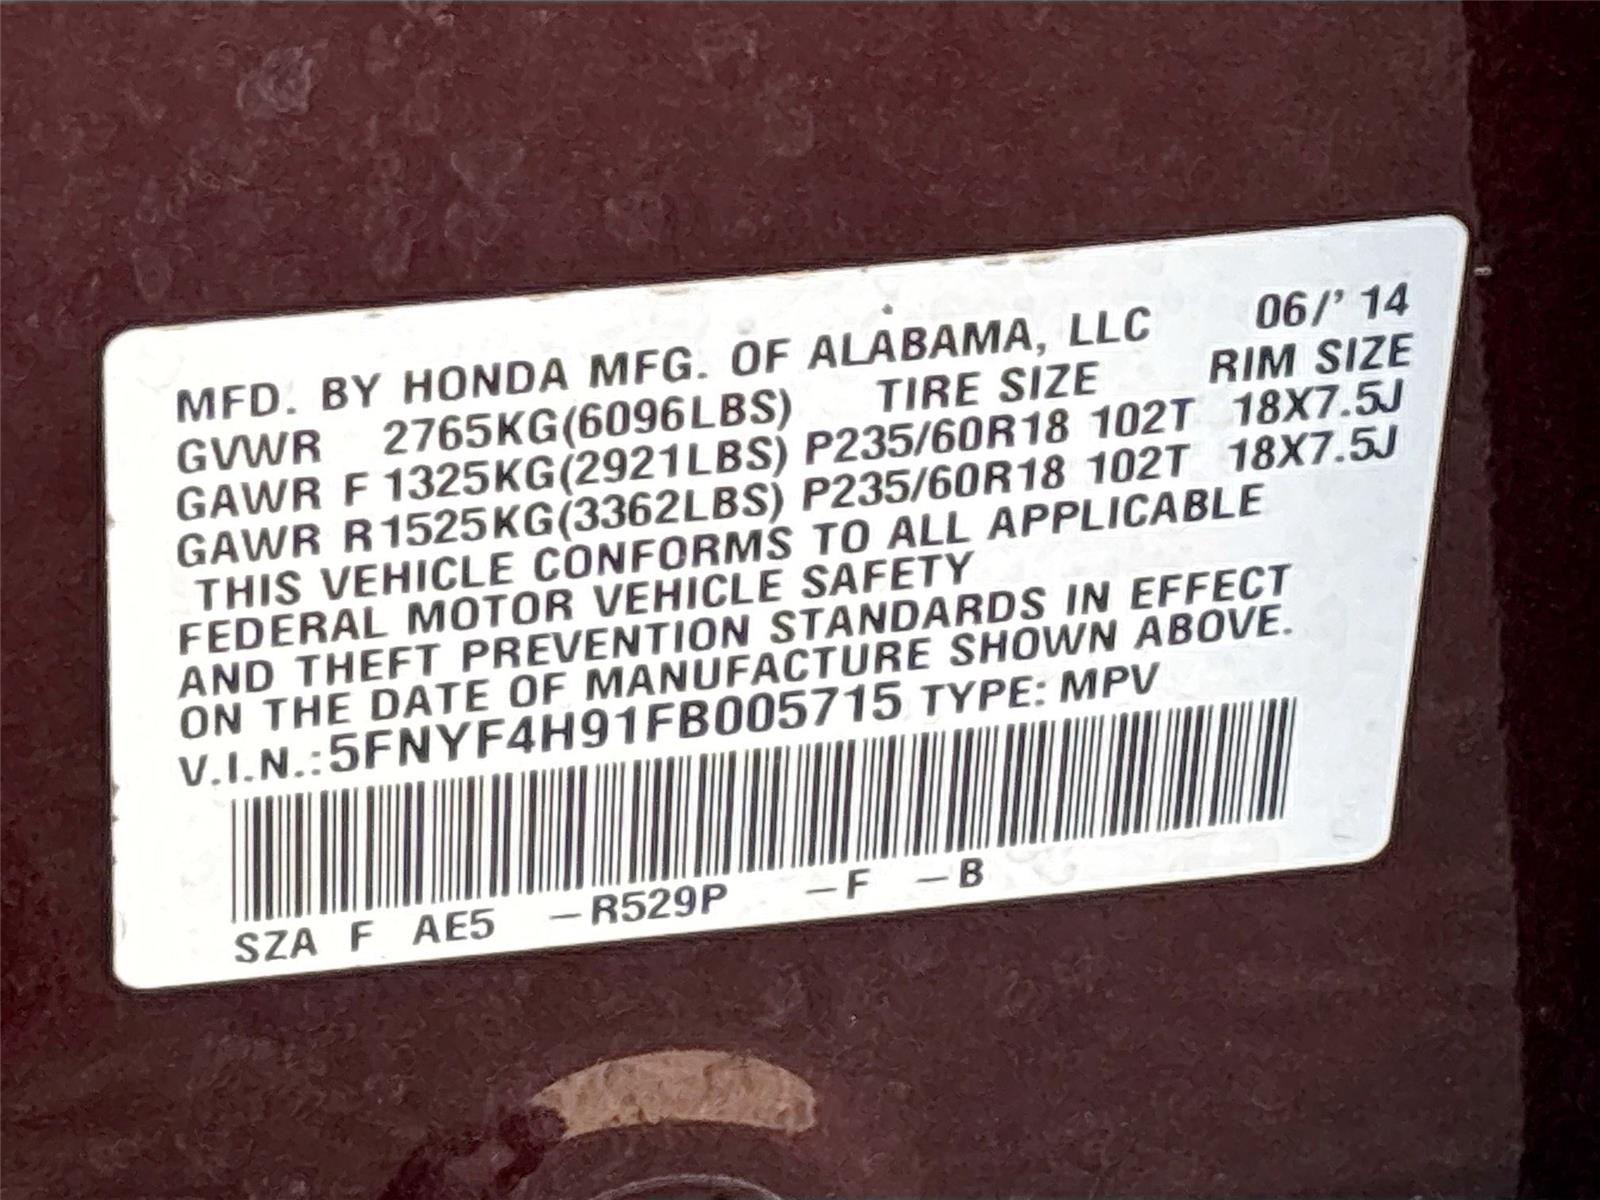 MFD. BY HONDA MFG. OF ALABAMA, LLC 06/' 14
GVWR 2765KG(6096LBS) TIRE SIZE RIM SIZE
GAWR F 1325KG(2921LBS) P235/60R18 102T 18X7.5J
GAWR R 1525KG(3362LBS) P235/60R18 102T 18X7.5J
THIS VEHICLE CONFORMS TO ALL APPLICABLE
FEDERAL MOTOR VEHICLE SAFETY
AND THEFT PREVENTION STANDARDS IN EFFECT
ON THE DATE OF MANUFACTURE SHOWN ABOVE.
V.I.N.:5FNYF4H91FB005715 TYPE: MPV
SZA F AE5 –R529P –F –B